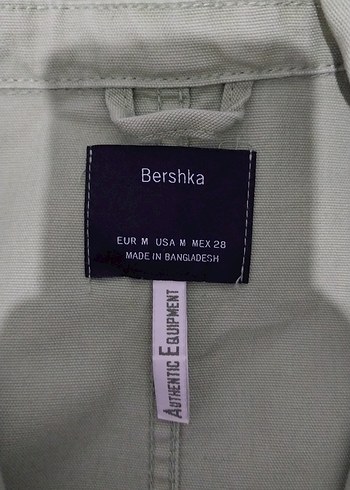 Bershka
EUR M USA M MEX 28
MADE IN BANGLADESH
AUTHENTIC EQUIPMENT